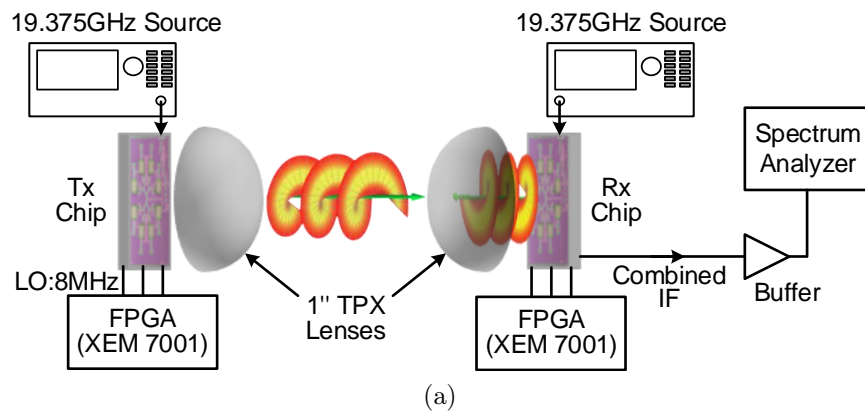 19.375GHz Source
19.375GHz Source
Spectrum
Analyzer
Tx
Chip
Rx
Chip
LO:8MHz
1" TPX
Lenses
Combined
IF
Buffer
FPGA
(XEM 7001)
FPGA
(XEM 7001)
(a)